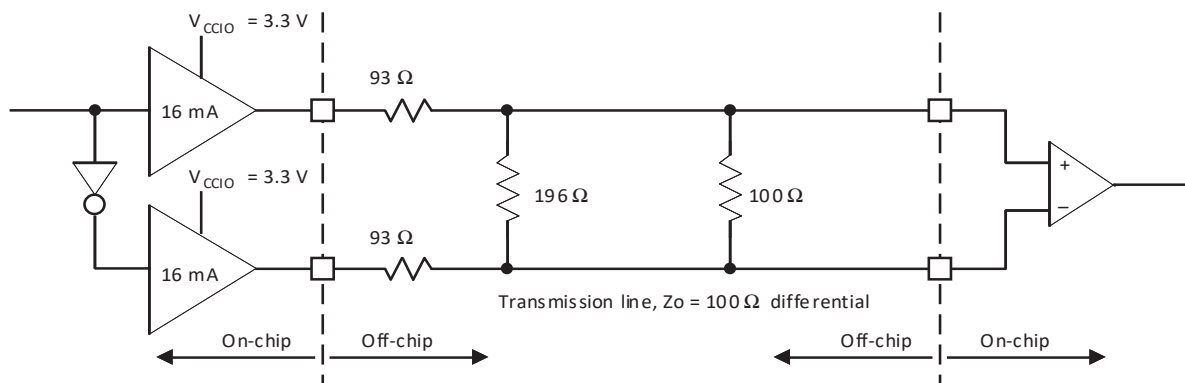 V_CCIO = 3.3 V
93 Ω
16 mA
V_CCIO = 3.3 V
196 Ω
100 Ω
+
−
93 Ω
16 mA
Transmission line, Zo = 100 Ω differential
On-chip
Off-chip
Off-chip
On-chip